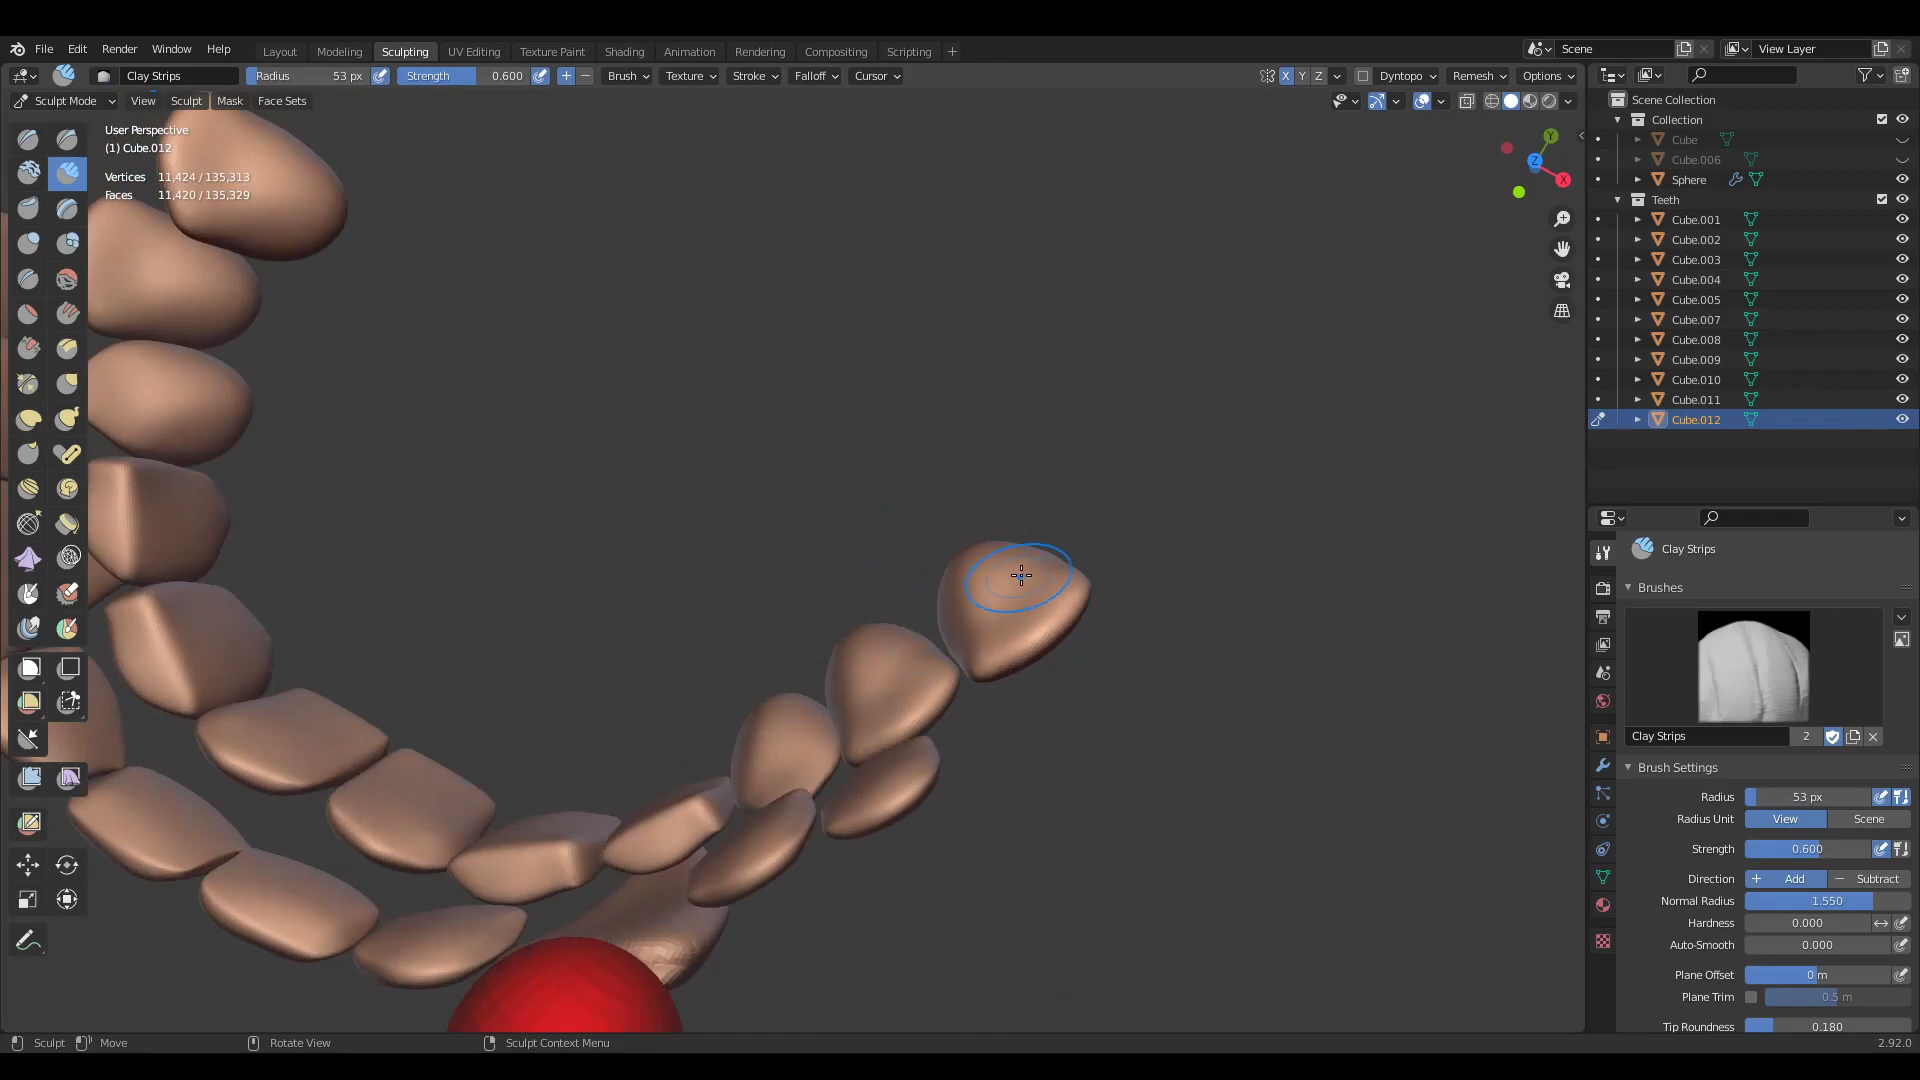 File Edit Render Window Help
Layout Modeling Sculpting UV Editing Texture Paint Shading Animation Rendering Compositing Scripting +
Scene
View Layer
Clay Strips
Radius 53 px
Strength 0.600
+ −
Brush Texture Stroke Falloff Cursor
X Y Z
Dyntopo Remesh Options
Sculpt Mode View Sculpt Mask Face Sets
User Perspective
(1) Cube.012
Vertices 11,424 / 135,313
Faces 11,420 / 135,329
Y
Z
X
Scene Collection
Collection
Cube
Cube.006
Sphere
Teeth
Cube.001
Cube.002
Cube.003
Cube.004
Cube.005
Cube.007
Cube.008
Cube.009
Cube.010
Cube.011
Cube.012
Clay Strips
Brushes
Clay Strips 2
Brush Settings
Radius 53 px
Radius Unit View Scene
Strength 0.600
Direction + Add − Subtract
Normal Radius 1.550
Hardness 0.000
Auto-Smooth 0.000
Plane Offset 0 m
Plane Trim 0.5 m
Tip Roundness 0.180
Sculpt Move Rotate View Sculpt Context Menu 2.92.0